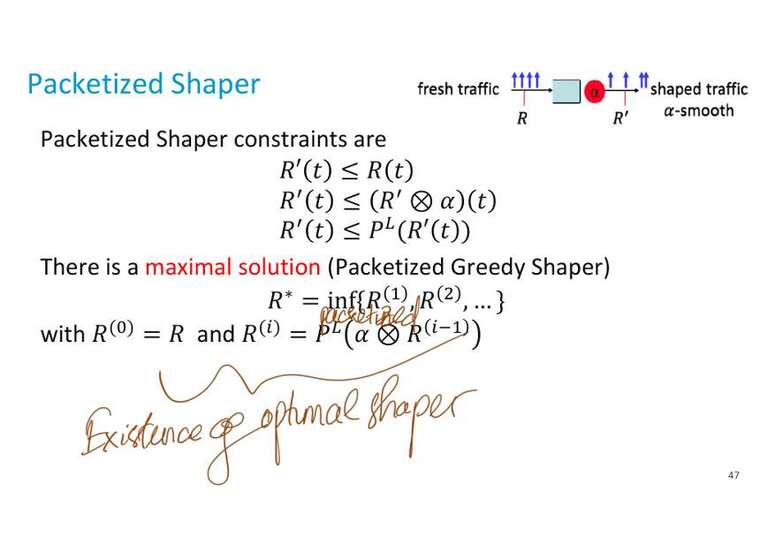 Packetized Shaper
fresh traffic
α
shaped traffic
α-smooth
R
R′
Packetized Shaper constraints are
R′(t) ≤ R(t)
R′(t) ≤ (R′ ⊗ α)(t)
R′(t) ≤ P^L(R′(t))
There is a maximal solution (Packetized Greedy Shaper)
R* = inf{R^(1), R^(2), … }
packetized
with R^(0) = R and R^(i) = P^L(α ⊗ R^(i−1))
Existence of optimal shaper
47